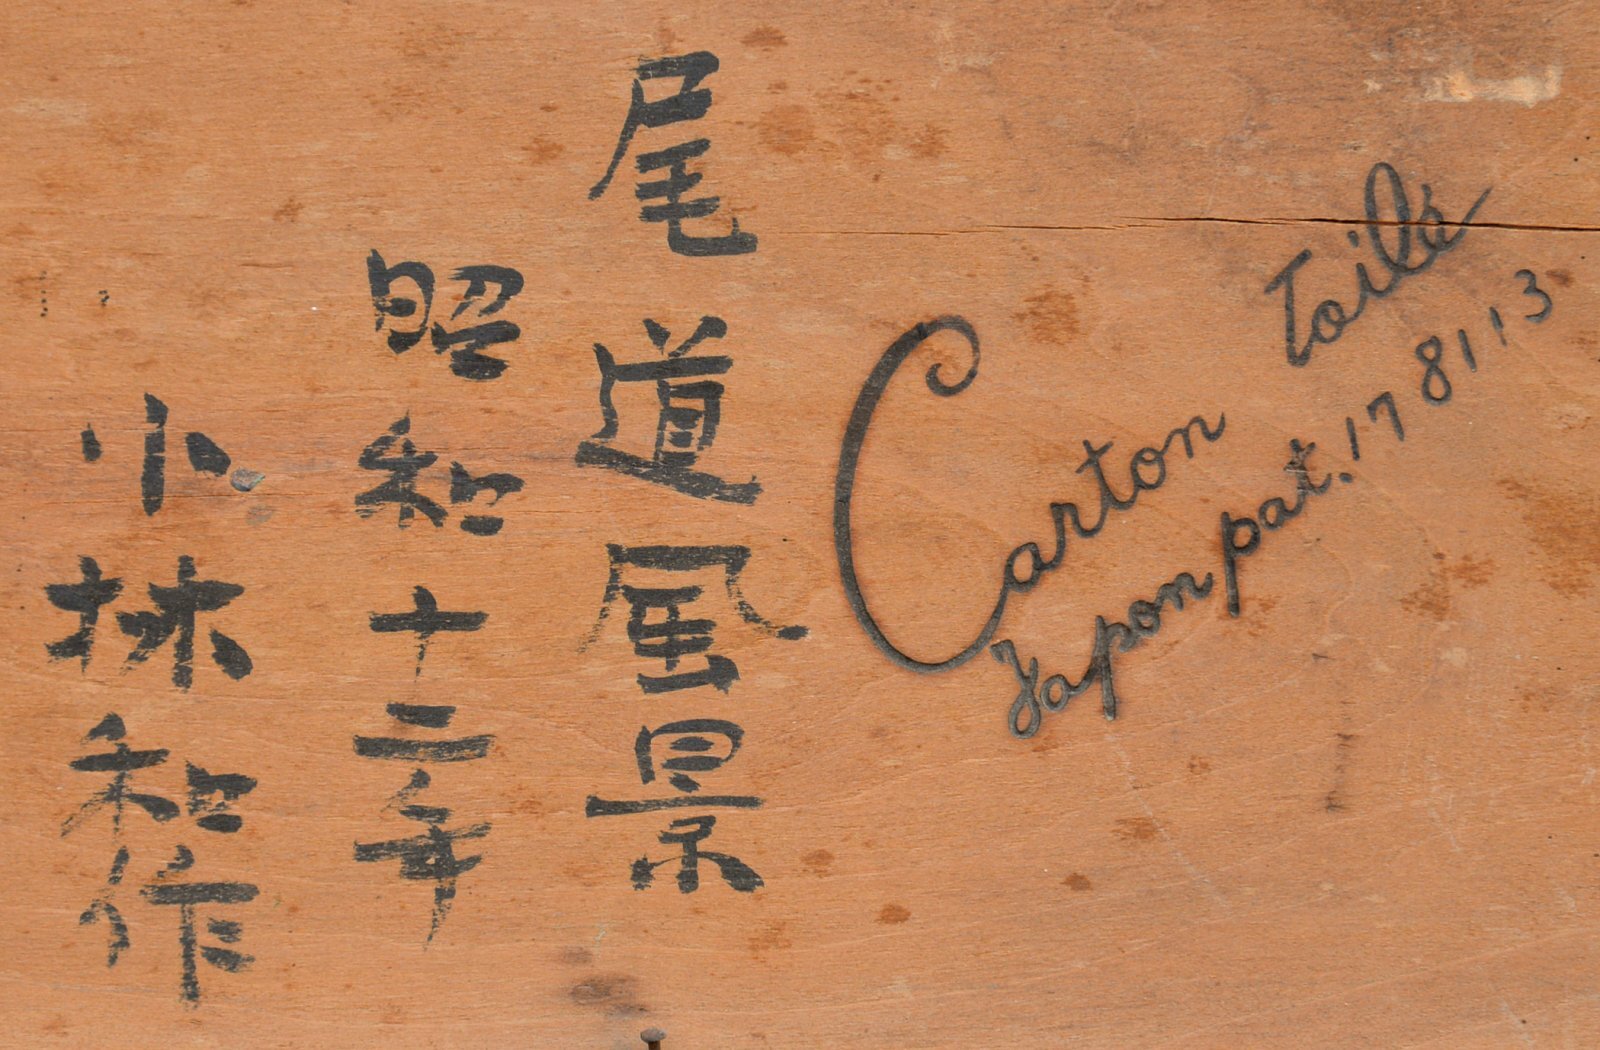 尾道風景
昭和十二年
小林和作
Carton Toilé
Japon pat. 178113